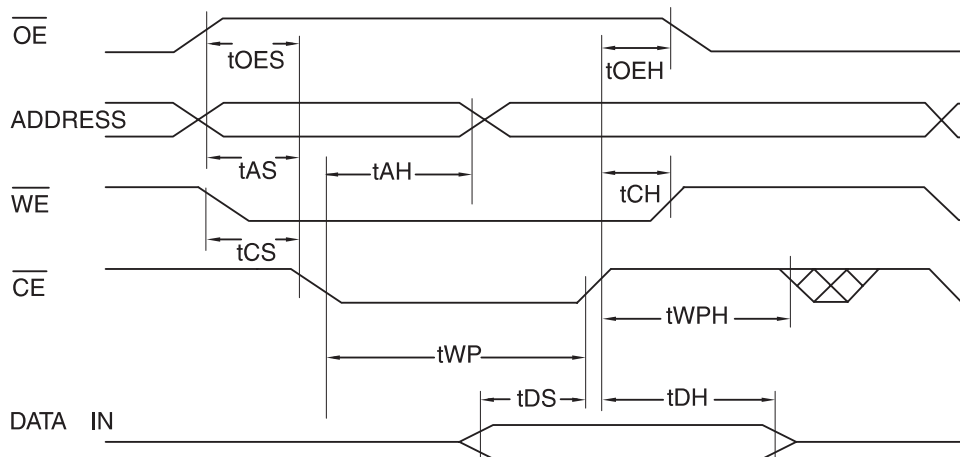 OE
tOES
tOEH
ADDRESS
tAS
tAH
WE
tCH
tCS
CE
tWPH
tWP
tDS
tDH
DATA IN